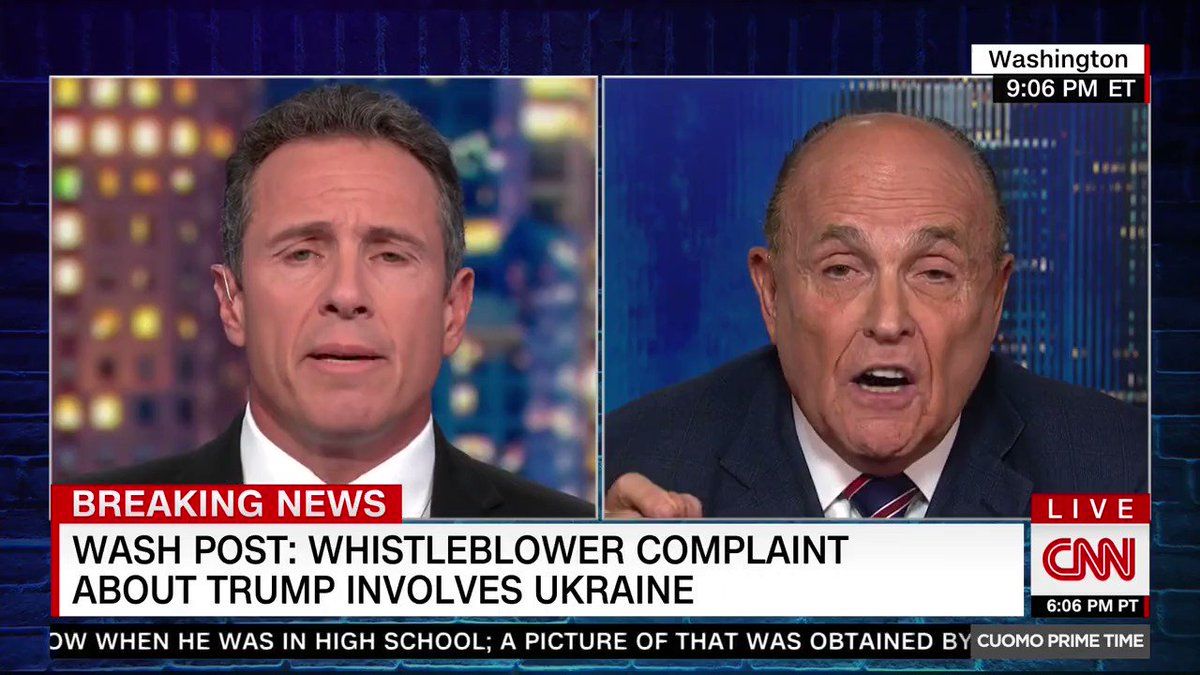 Washington
9:06 PM ET
BREAKING NEWS
WASH POST: WHISTLEBLOWER COMPLAINT
ABOUT TRUMP INVOLVES UKRAINE
LIVE
CNN
6:06 PM PT
OW WHEN HE WAS IN HIGH SCHOOL; A PICTURE OF THAT WAS OBTAINED BY
CUOMO PRIME TIME